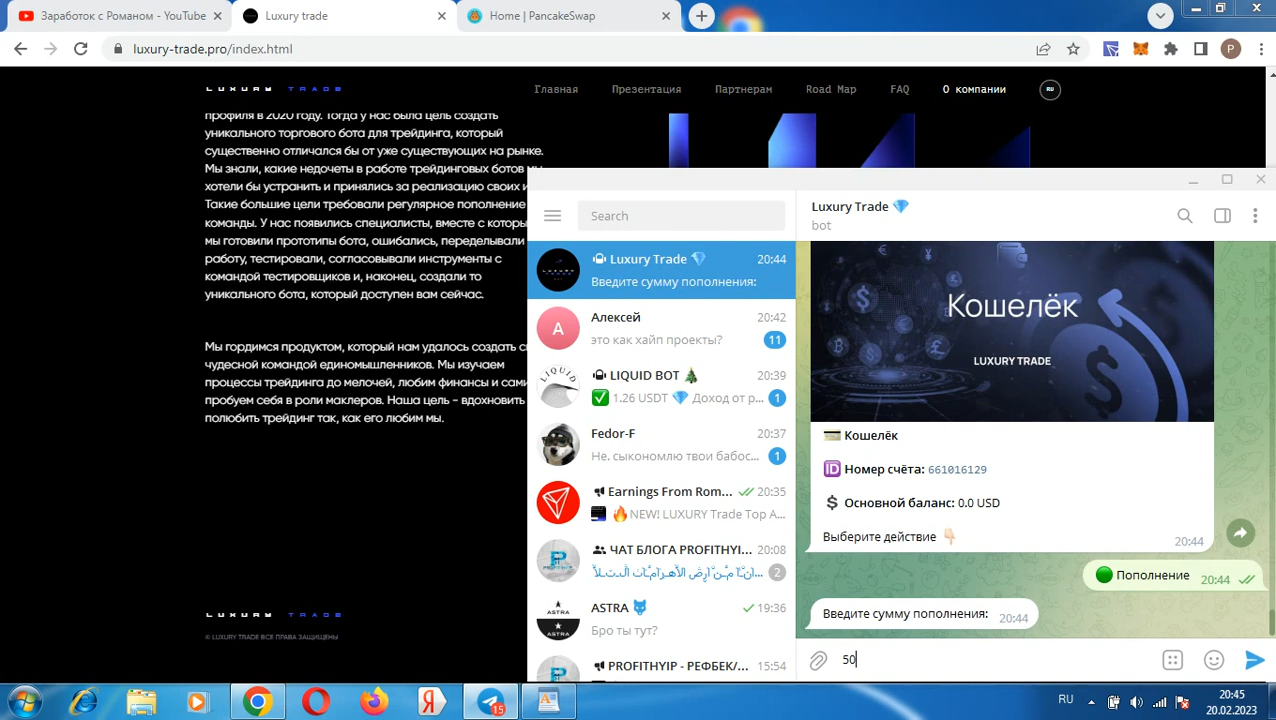 Заработок с Романом - YouTube
Luxury trade
Home | PancakeSwap
luxury-trade.pro/index.html
P
LUXURY TRADE
Главная
Презентация
Партнерам
Road Map
FAQ
О компании
RU
профиля в 2020 году. Тогда у нас была цель создать
уникального торгового бота для трейдинга, который
существенно отличался бы от уже существующих на рынке.
Мы знали, какие недочеты в работе трейдинговых ботов
хотели бы устранить и принялись за реализацию своих и
Такие большие цели требовали регулярное пополнение
команды. У нас появились специалисты, вместе с которы
мы готовили прототипы бота, ошибались, переделывали
работу, тестировали, согласовывали инструменты с
командой тестировщиков и, наконец, создали то
уникального бота, который доступен вам сейчас.
Мы гордимся продуктом, который нам удалось создать с
чудесной командой единомышленников. Мы изучаем
процессы трейдинга до мелочей, любим финансы и сами
пробуем себя в роли маклеров. Наша цель - вдохновить
полюбить трейдинг так, как его любим мы.
LUXURY TRADE
© LUXURY TRADE ВСЕ ПРАВА ЗАЩИЩЕНЫ
Search
Luxury Trade 💎 20:44
Введите сумму пополнения:
А
Алексей 20:42
это как хайп проекты? 11
LIQUID
LIQUID BOT 🎄 20:39
✅ 1.26 USDT 💎 Доход от р... 1
Fedor-F 20:37
Не, сыкономлю твои бабос... 1
Earnings From Rom... 20:35
🔥NEW! LUXURY Trade Top A...
ЧАТ БЛОГА PROFITHYI... 20:08
2
ASTRA
ASTRA 19:36
Бро ты тут?
PROFITHYIP - РЕФБЕК/... 15:54
Luxury Trade 💎
bot
Кошелёк
LUXURY TRADE
💳 Кошелёк
🆔 Номер счёта: 661016129
💲 Основной баланс: 0.0 USD
Выберите действие 👇🏻
20:44
🟢 Пополнение 20:44
Введите сумму пополнения: 20:44
50
15
RU
20:45
20.02.2023